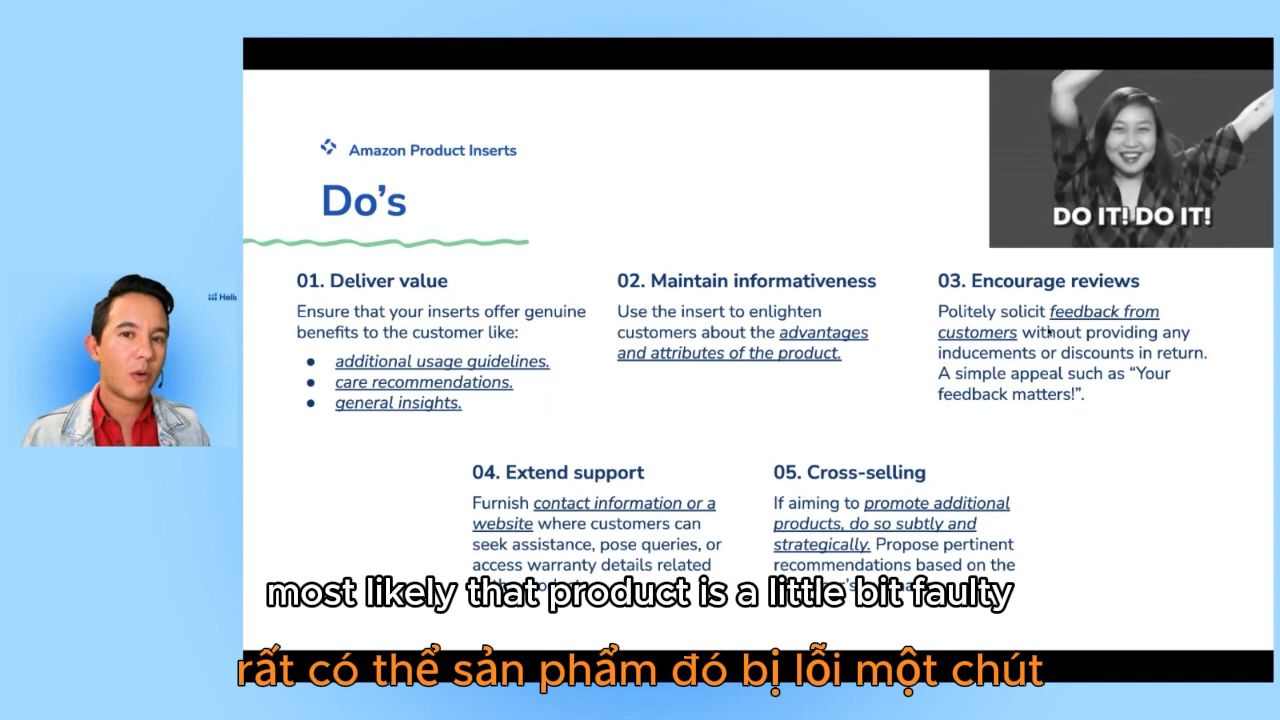 Amazon Product Inserts
Do's
DO IT! DO IT!
01. Deliver value
Ensure that your inserts offer genuine
benefits to the customer like:
● additional usage guidelines.
● care recommendations.
● general insights.
02. Maintain informativeness
Use the insert to enlighten
customers about the advantages
and attributes of the product.
03. Encourage reviews
Politely solicit feedback from
customers without providing any
inducements or discounts in return.
A simple appeal such as “Your
feedback matters!”.
04. Extend support
Furnish contact information or a
website where customers can
seek assistance, pose queries, or
access warranty details related
05. Cross-selling
If aiming to promote additional
products, do so subtly and
strategically. Propose pertinent
recommendations based on the
most likely that product is a little bit faulty
rất có thể sản phẩm đó bị lỗi một chút